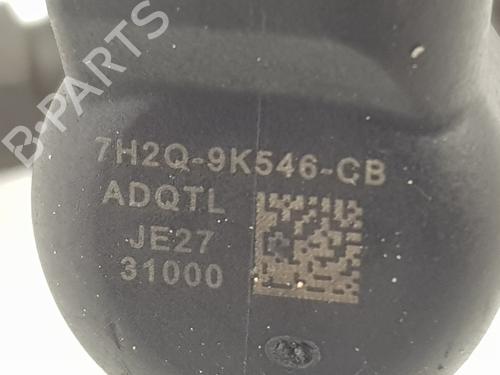 7H2Q-9K546-CB
ADQTL
JE27
31000
B-PARTS